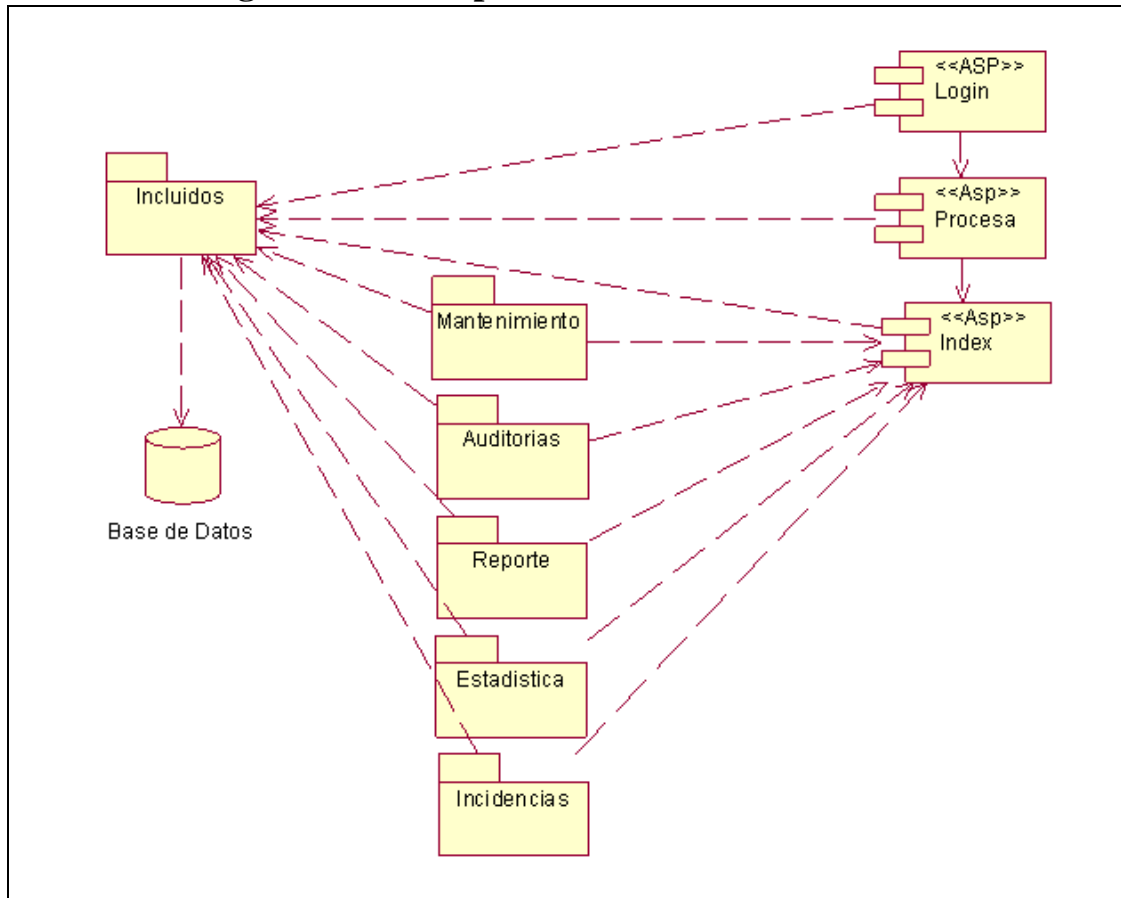 <<ASP>>
Login
Incluidos
<<Asp>>
Procesa
Mantenimiento
<<Asp>>
Index
Auditorias
Base de Datos
Reporte
Estadistica
Incidencias